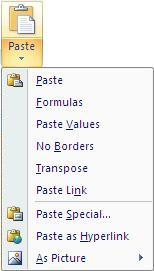 Paste
Paste
Formulas
Paste Values
No Borders
Transpose
Paste Link
Paste Special...
Paste as Hyperlink
As Picture